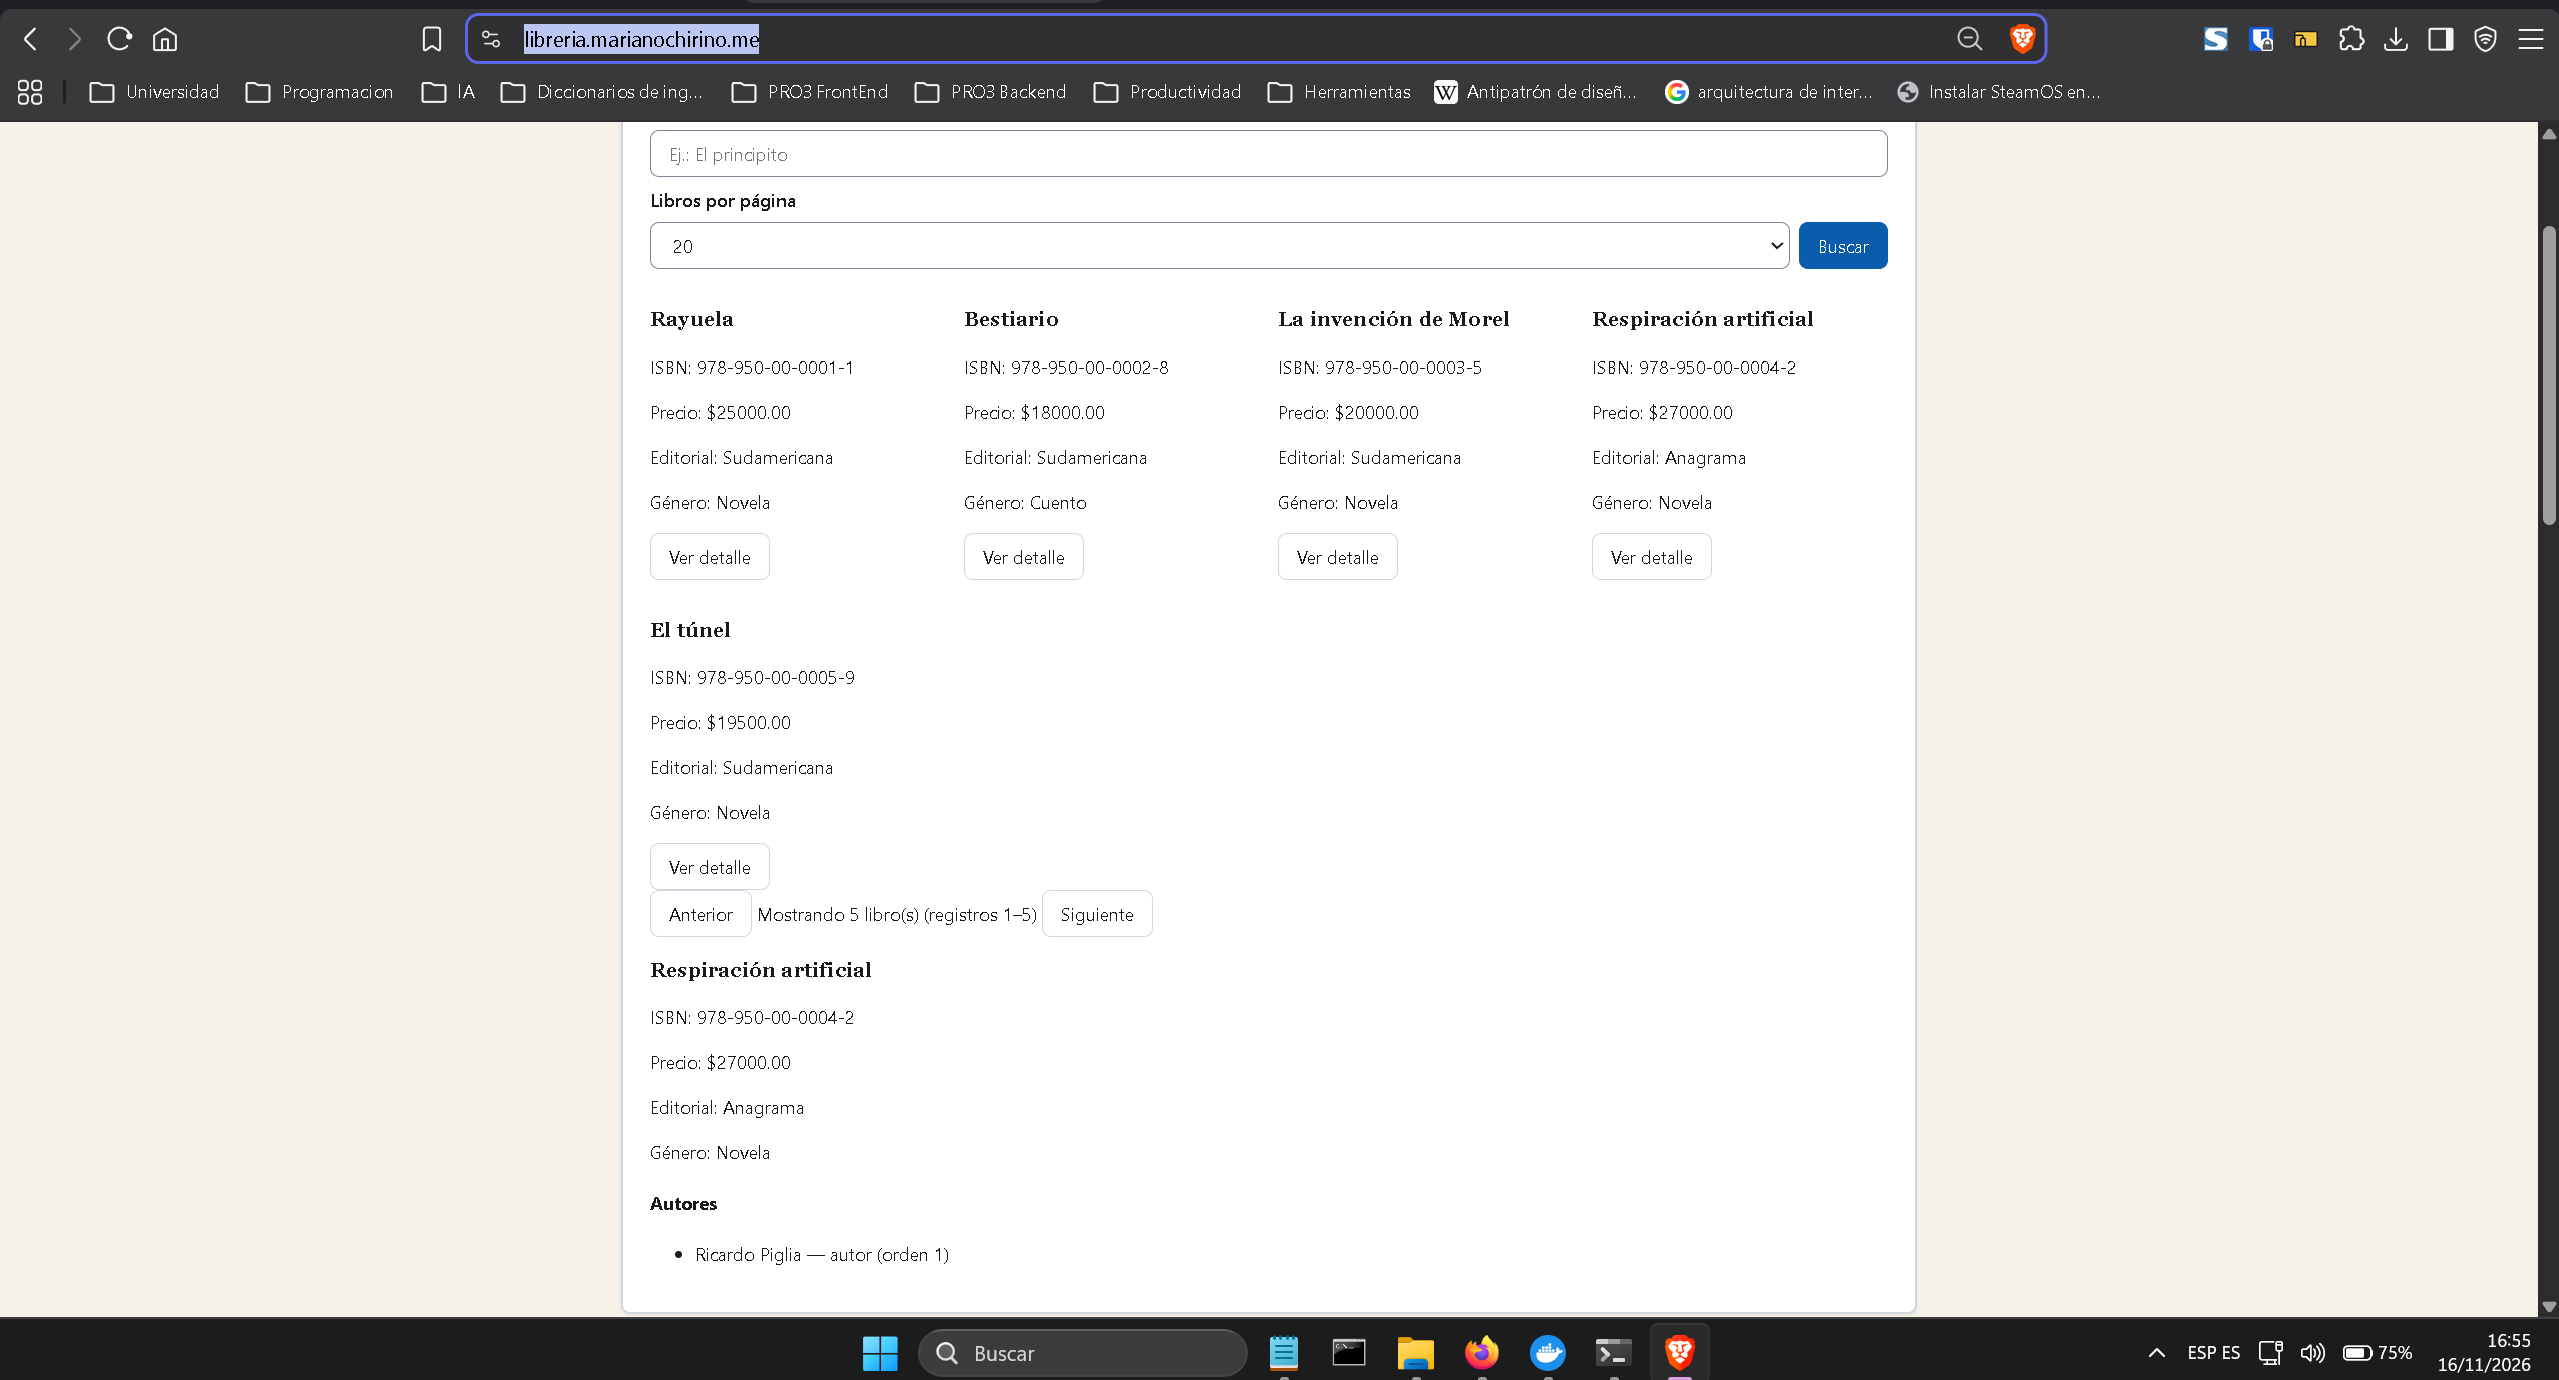 libreria.marianochirino.me
Universidad
Programacion
IA
Diccionarios de ing...
PRO3 FrontEnd
PRO3 Backend
Productividad
Herramientas
W Antipatrón de diseñ...
arquitectura de inter...
Instalar SteamOS en...
Ej.: El principito
Libros por página
20
Buscar
Rayuela
ISBN: 978-950-00-0001-1
Precio: $25000.00
Editorial: Sudamericana
Género: Novela
Ver detalle
Bestiario
ISBN: 978-950-00-0002-8
Precio: $18000.00
Editorial: Sudamericana
Género: Cuento
Ver detalle
La invención de Morel
ISBN: 978-950-00-0003-5
Precio: $20000.00
Editorial: Sudamericana
Género: Novela
Ver detalle
Respiración artificial
ISBN: 978-950-00-0004-2
Precio: $27000.00
Editorial: Anagrama
Género: Novela
Ver detalle
El túnel
ISBN: 978-950-00-0005-9
Precio: $19500.00
Editorial: Sudamericana
Género: Novela
Ver detalle
Anterior Mostrando 5 libro(s) (registros 1–5) Siguiente
Respiración artificial
ISBN: 978-950-00-0004-2
Precio: $27000.00
Editorial: Anagrama
Género: Novela
Autores
• Ricardo Piglia — autor (orden 1)
Buscar
ESP ES
75%
16:55
16/11/2026